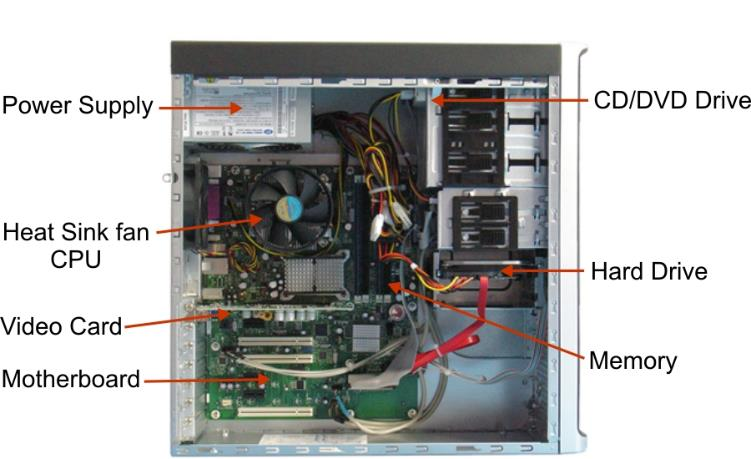 Power Supply
CD/DVD Drive
Heat Sink fan
CPU
Hard Drive
Video Card
Memory
Motherboard